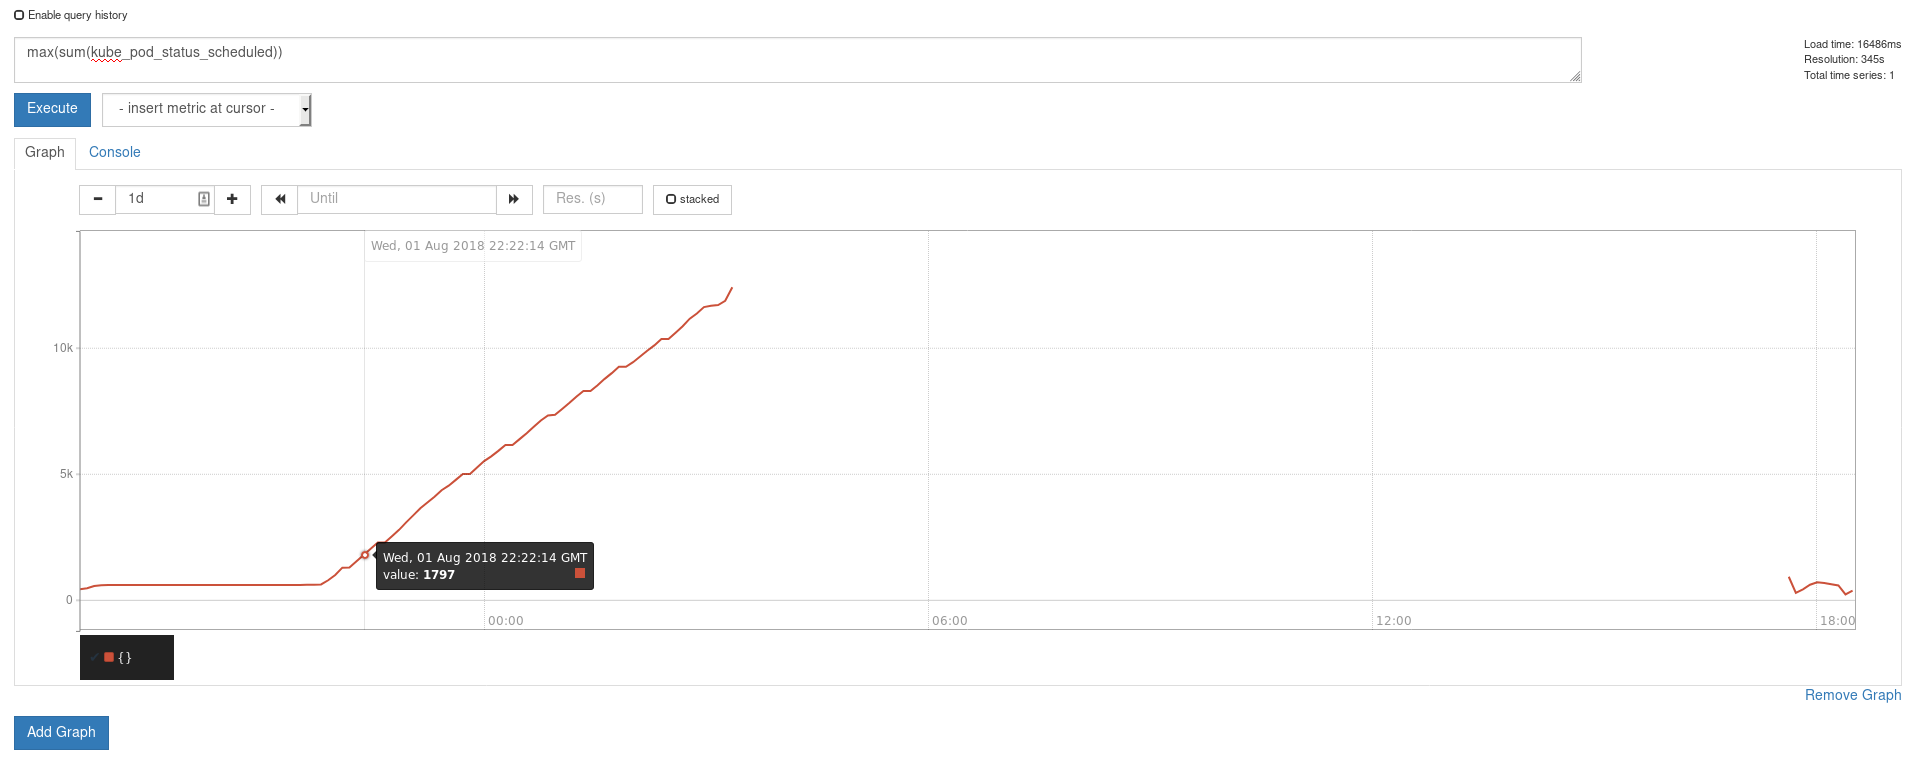 Enable query history
max(sum(kube_pod_status_scheduled))
Load time: 16486ms
Resolution: 345s
Total time series: 1
Execute
- insert metric at cursor -
Graph
Console
1d
Until
Res. (s)
stacked
Wed, 01 Aug 2018 22:22:14 GMT
10k
5k
Wed, 01 Aug 2018 22:22:14 GMT
value: 1797
0
00:00
06:00
12:00
18:00
{}
Remove Graph
Add Graph